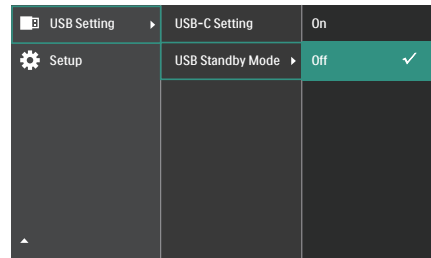 USB Setting
USB-C Setting
On
Setup
USB Standby Mode
Off